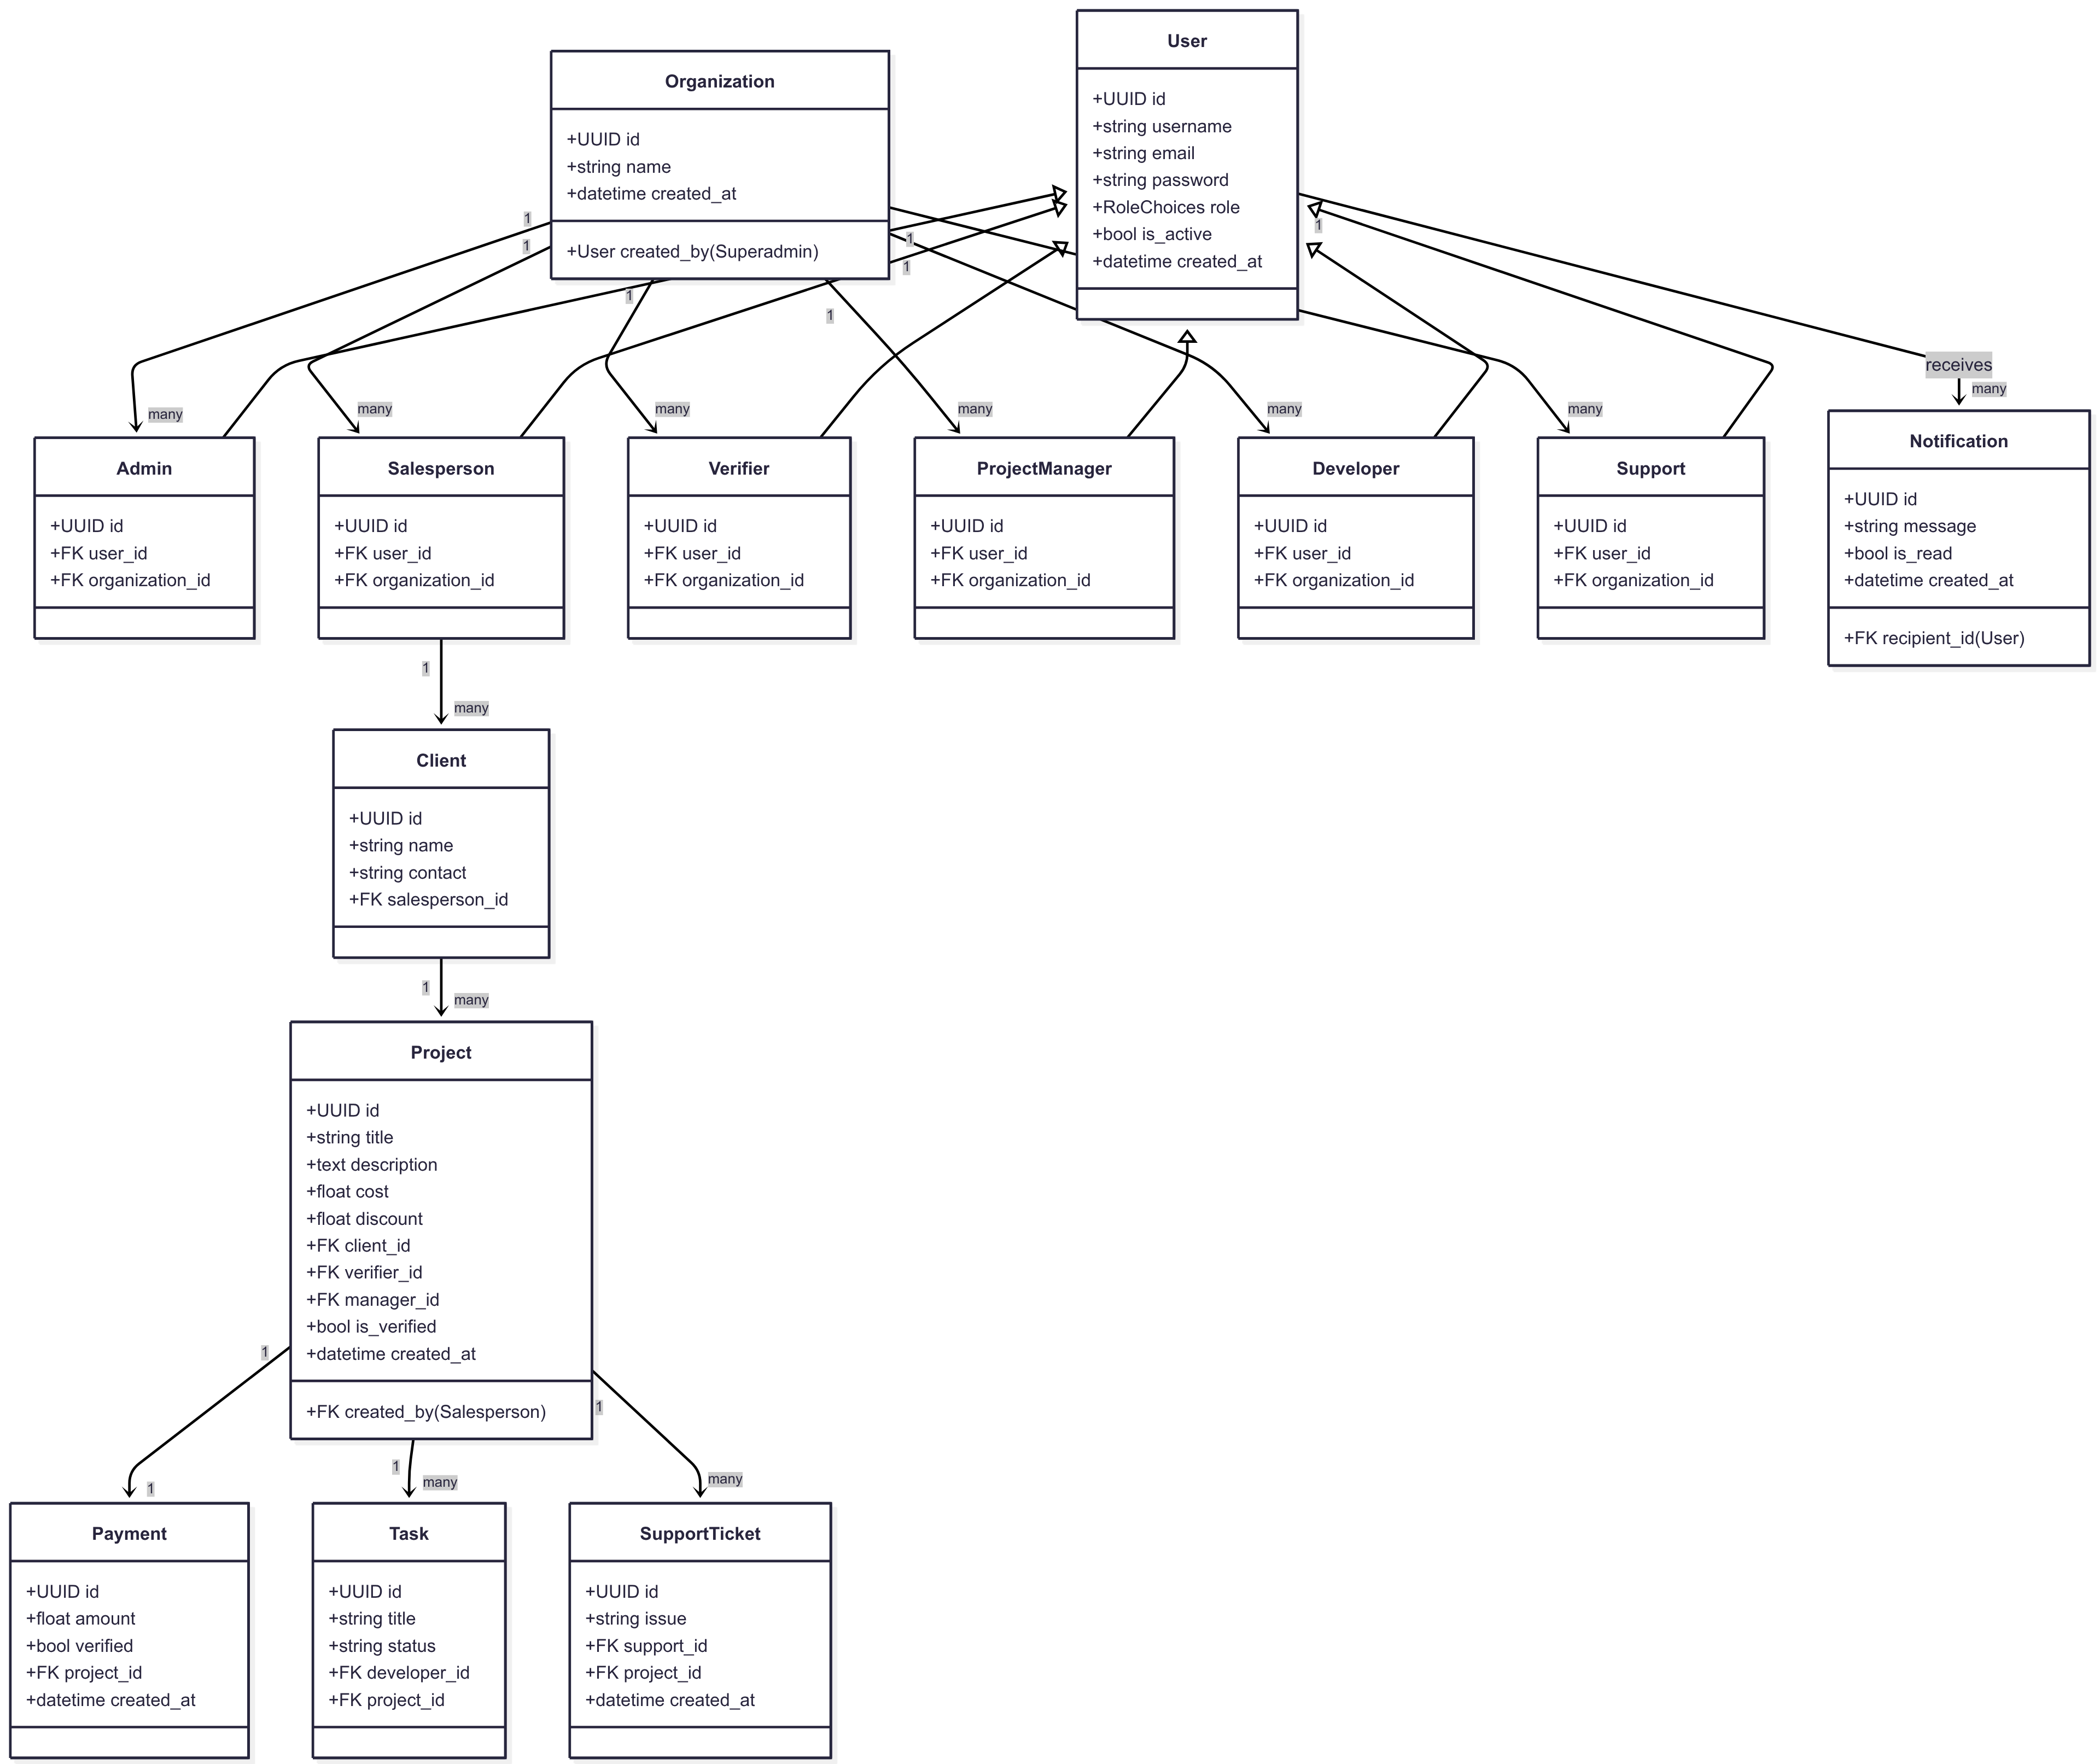 User
+UUID id
+string username
+string email
+string password
+RoleChoices role
+bool is_active
+datetime created_at
Organization
+UUID id
+string name
+datetime created_at
+User created_by(Superadmin)
1
1
1
1
1
1
1
receives
many
many
many
many
many
many
many
Admin
+UUID id
+FK user_id
+FK organization_id
Salesperson
+UUID id
+FK user_id
+FK organization_id
Verifier
+UUID id
+FK user_id
+FK organization_id
ProjectManager
+UUID id
+FK user_id
+FK organization_id
Developer
+UUID id
+FK user_id
+FK organization_id
Support
+UUID id
+FK user_id
+FK organization_id
Notification
+UUID id
+string message
+bool is_read
+datetime created_at
+FK recipient_id(User)
1
many
Client
+UUID id
+string name
+string contact
+FK salesperson_id
1
many
Project
+UUID id
+string title
+text description
+float cost
+float discount
+FK client_id
+FK verifier_id
+FK manager_id
+bool is_verified
+datetime created_at
+FK created_by(Salesperson)
1
1
1
1
many
many
Payment
+UUID id
+float amount
+bool verified
+FK project_id
+datetime created_at
Task
+UUID id
+string title
+string status
+FK developer_id
+FK project_id
SupportTicket
+UUID id
+string issue
+FK support_id
+FK project_id
+datetime created_at